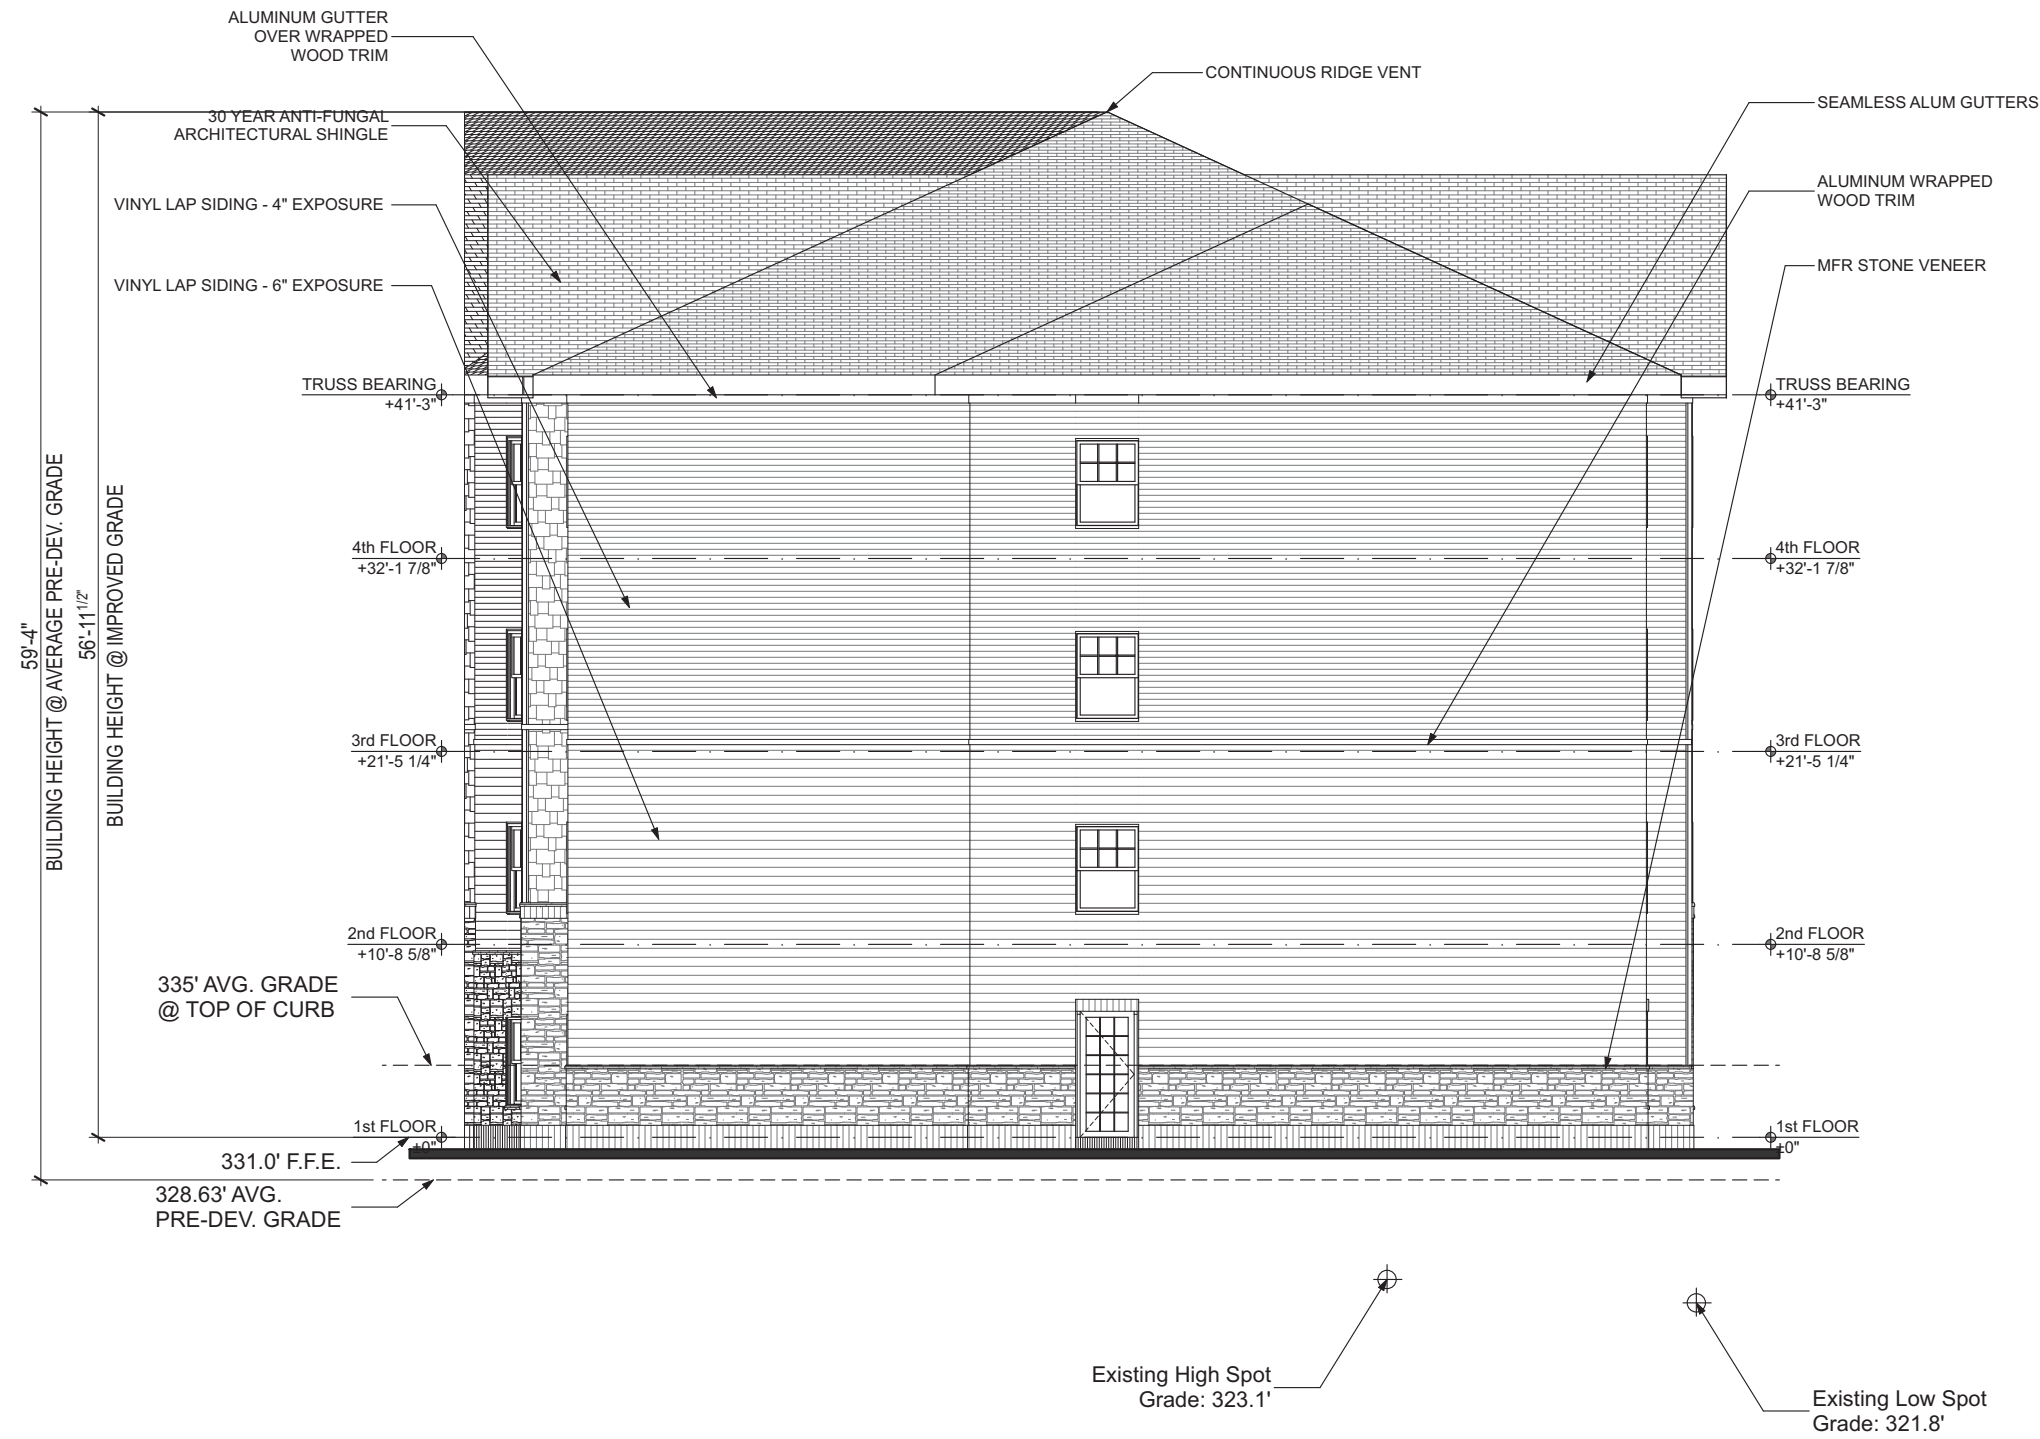 ALUMINUM GUTTER
OVER WRAPPED
WOOD TRIM
CONTINUOUS RIDGE VENT
SEAMLESS ALUM GUTTERS
30 YEAR ANTI-FUNGAL
ARCHITECTURAL SHINGLE
ALUMINUM WRAPPED
WOOD TRIM
VINYL LAP SIDING - 4" EXPOSURE
MFR STONE VENEER
VINYL LAP SIDING - 6" EXPOSURE
TRUSS BEARING
+41'-3"
TRUSS BEARING
+41'-3"
59'-4"
BUILDING HEIGHT @ AVERAGE PRE-DEV. GRADE
56'-11 1/2"
BUILDING HEIGHT @ IMPROVED GRADE
4th FLOOR
+32'-1 7/8"
4th FLOOR
+32'-1 7/8"
3rd FLOOR
+21'-5 1/4"
3rd FLOOR
+21'-5 1/4"
2nd FLOOR
+10'-8 5/8"
2nd FLOOR
+10'-8 5/8"
335' AVG. GRADE
@ TOP OF CURB
1st FLOOR
±0"
1st FLOOR
±0"
331.0' F.F.E.
328.63' AVG.
PRE-DEV. GRADE
Existing High Spot
Grade: 323.1'
Existing Low Spot
Grade: 321.8'